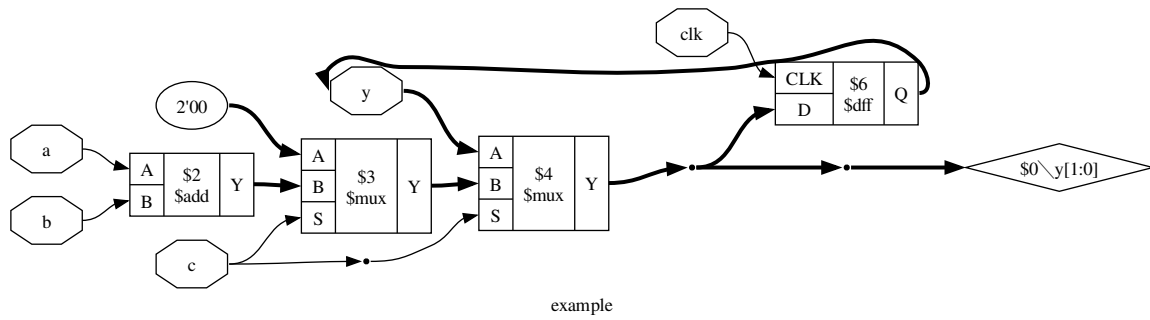 clk
CLK
D
$6
$dff
Q
y
2'00
a
b
A
B
$2
$add
Y
A
B
S
$3
$mux
Y
A
B
S
$4
$mux
Y
$0\y[1:0]
c
example